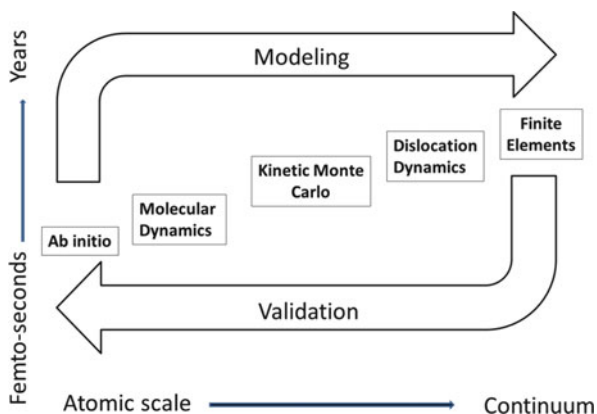 Years
Modeling
Finite
Elements
Dislocation
Dynamics
Kinetic Monte
Carlo
Molecular
Dynamics
Ab initio
Femto-seconds
Validation
Atomic scale
Continuum